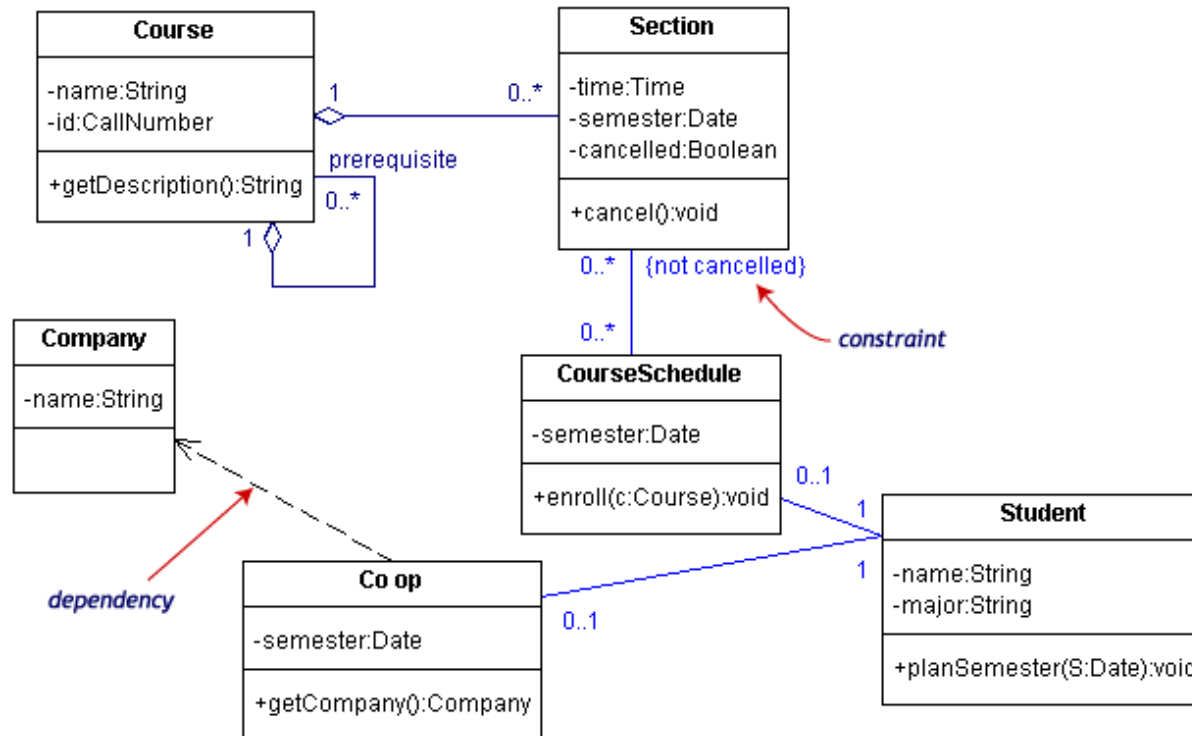 Course
-name:String
-id:CallNumber
+getDescription():String
1
0..*
prerequisite
0..*
1
Section
-time:Time
-semester:Date
-cancelled:Boolean
+cancel():void
0..*
{not cancelled}
0..*
constraint
Company
-name:String
CourseSchedule
-semester:Date
+enroll(c:Course):void
0..1
1
Student
-name:String
-major:String
+planSemester(S:Date):void
1
0..1
dependency
Co op
-semester:Date
+getCompany():Company